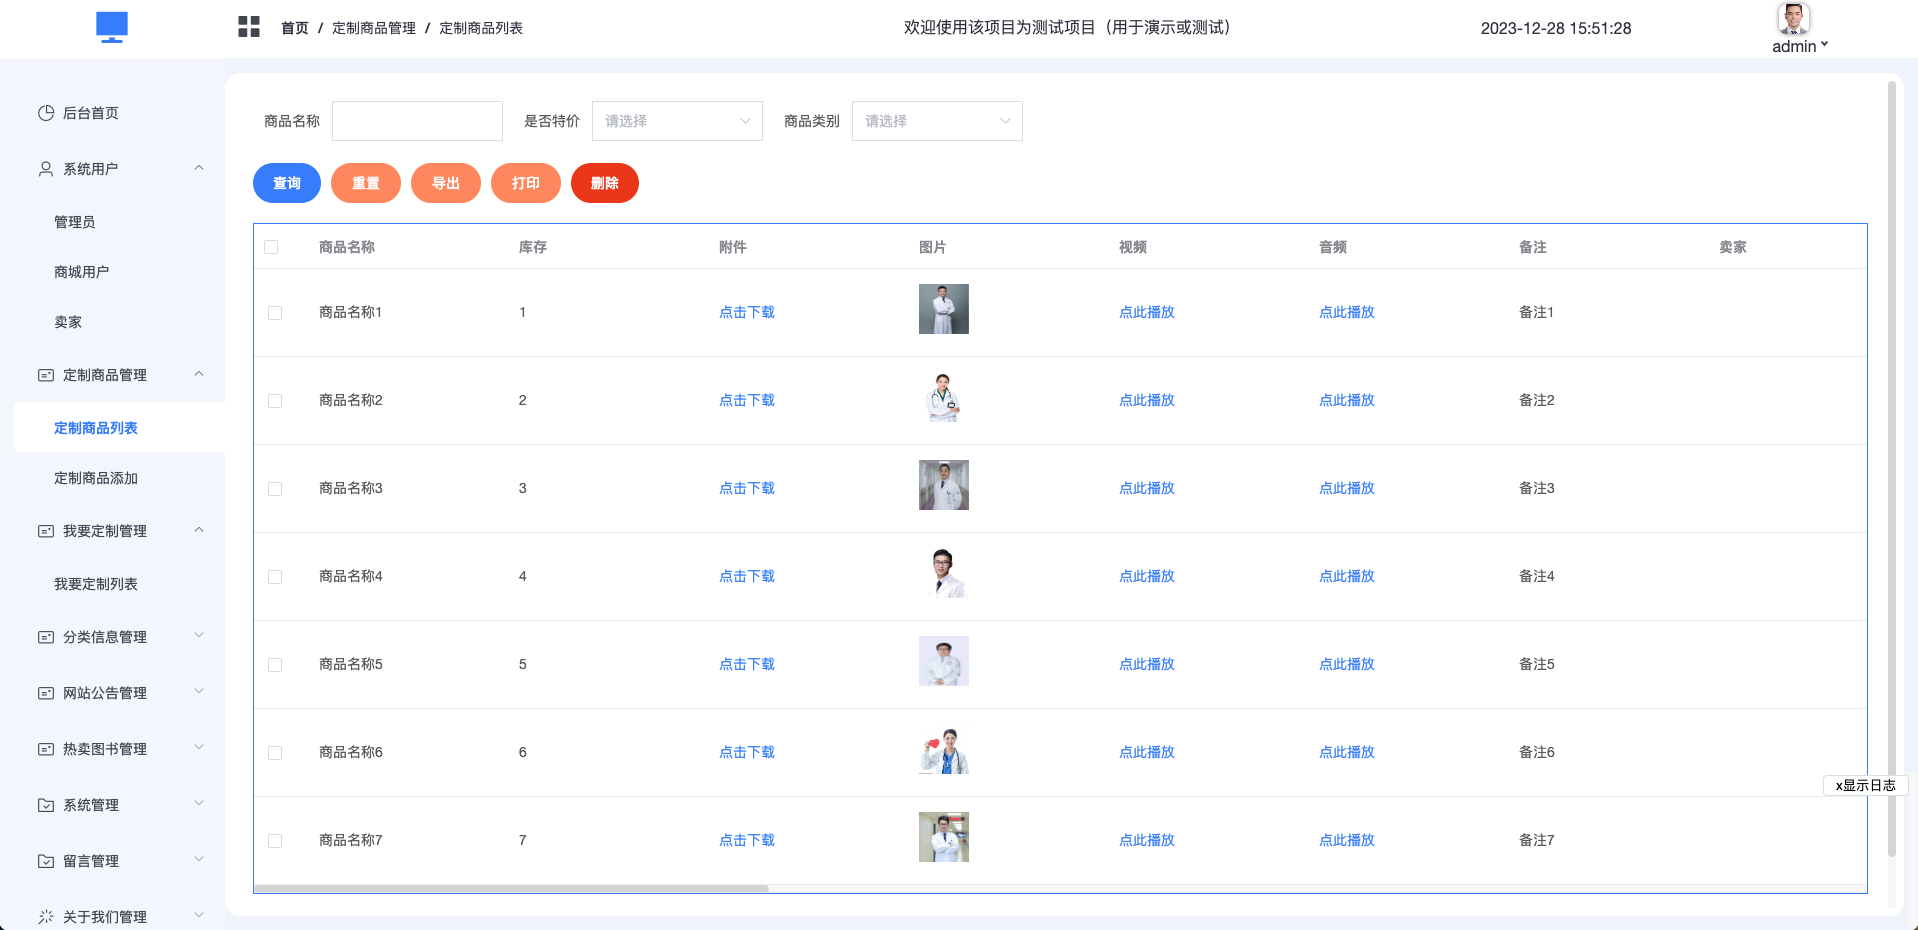 首页 / 定制商品管理 / 定制商品列表
欢迎使用该项目为测试项目（用于演示或测试）
2023-12-28 15:51:28
admin
后台首页
系统用户
管理员
商城用户
卖家
定制商品管理
定制商品列表
定制商品添加
我要定制管理
我要定制列表
分类信息管理
网站公告管理
热卖图书管理
系统管理
留言管理
关于我们管理
商品名称 是否特价 请选择 商品类别 请选择
查询 重置 导出 打印 删除
商品名称 库存 附件 图片 视频 音频 备注 卖家
商品名称1 1 点击下载 点此播放 点此播放 备注1
商品名称2 2 点击下载 点此播放 点此播放 备注2
商品名称3 3 点击下载 点此播放 点此播放 备注3
商品名称4 4 点击下载 点此播放 点此播放 备注4
商品名称5 5 点击下载 点此播放 点此播放 备注5
商品名称6 6 点击下载 点此播放 点此播放 备注6
x显示日志
商品名称7 7 点击下载 点此播放 点此播放 备注7